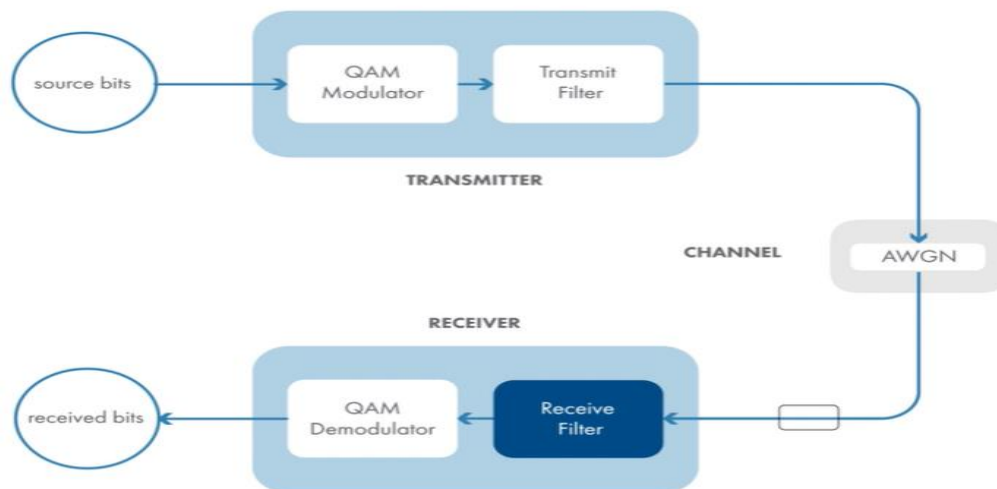 source bits
QAM
Modulator
Transmit
Filter
TRANSMITTER
CHANNEL
AWGN
RECEIVER
received bits
QAM
Demodulator
Receive
Filter